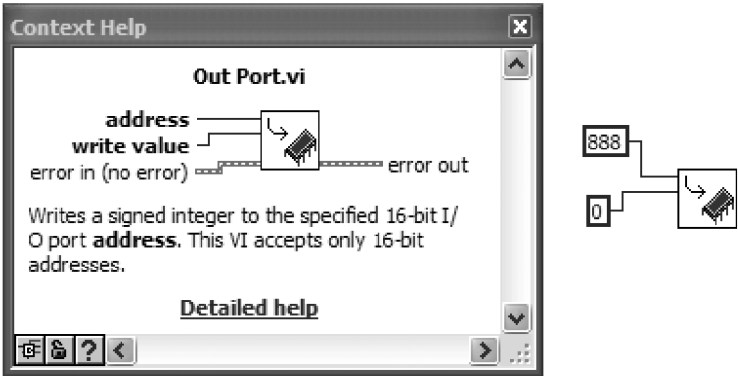 Context Help
Out Port.vi
address
write value
error in (no error)
error out
Writes a signed integer to the specified 16-bit I/
O port address. This VI accepts only 16-bit
addresses.
Detailed help
?
888
0